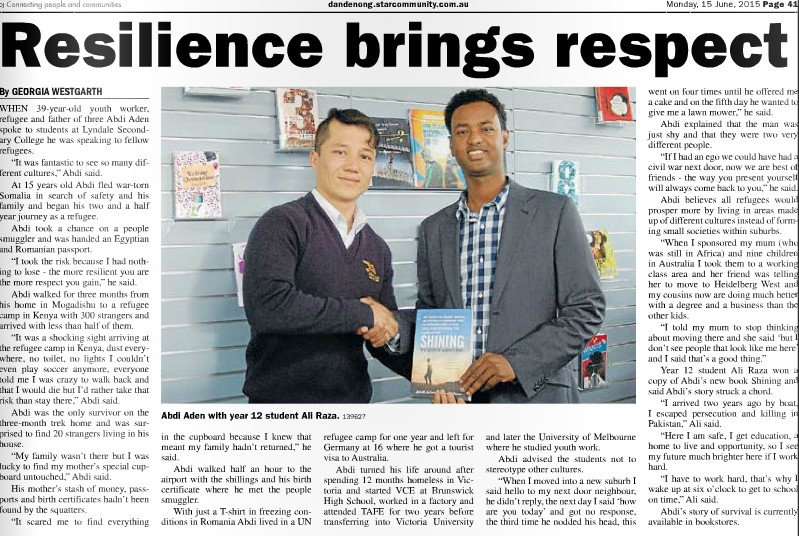 Connecting people and communities
dandenong.starcommunity.com.au
Monday, 15 June, 2015 Page 41
Resilience brings respect
By GEORGIA WESTGARTH
WHEN 39-year-old youth worker,
refugee and father of three Abdi Aden
spoke to students at Lyndale Second-
ary College he was speaking to fellow
refugees.
"It was fantastic to see so many dif-
ferent cultures," Abdi said.
At 15 years old Abdi fled war-torn
Somalia in search of safety and his
family and began his two and a half
year journey as a refugee.
Abdi took a chance on a people
smuggler and was handed an Egyptian
and Romanian passport.
"I took the risk because I had noth-
ing to lose - the more resilient you are
the more respect you gain," he said.
Abdi walked for three months from
his home in Mogadishu to a refugee
camp in Kenya with 300 strangers and
arrived with less than half of them.
"It was a shocking sight arriving at
the refugee camp in Kenya, dust every-
where, no toilet, no lights I couldn't
even play soccer anymore, everyone
told me I was crazy to walk back and
that I would die but I'd rather take that
risk than stay there," Abdi said.
Abdi was the only survivor on the
three-month trek home and was sur-
prised to find 20 strangers living in his
house.
"My family wasn't there but I was
lucky to find my mother's special cup-
board untouched," Abdi said.
His mother's stash of money, pass-
ports and birth certificates hadn't been
found by the squatters.
"It scared me to find everything
SHINING
Abdi Aden with year 12 student Ali Raza. 139627
in the cupboard because I knew that
meant my family hadn't returned," he
said.
Abdi walked half an hour to the
airport with the shillings and his birth
certificate where he met the people
smuggler.
With just a T-shirt in freezing con-
ditions in Romania Abdi lived in a UN
refugee camp for one year and left for
Germany at 16 where he got a tourist
visa to Australia.
Abdi turned his life around after
spending 12 months homeless in Vic-
toria and started VCE at Brunswick
High School, worked in a factory and
attended TAFE for two years before
transferring into Victoria University
and later the University of Melbourne
where he studied youth work.
Abdi advised the students not to
stereotype other cultures.
"When I moved into a new suburb I
said hello to my next door neighbour,
he didn't reply, the next day I said 'how
are you today' and got no response,
the third time he nodded his head, this
went on four times until he offered me
a cake and on the fifth day he wanted to
give me a lawn mower," he said.
Abdi explained that the man was
just shy and that they were two very
different people.
"If I had an ego we could have had a
civil war next door, now we are best of
friends - the way you present yourself
will always come back to you," he said.
Abdi believes all refugees would
prosper more by living in areas made
up of different cultures instead of form-
ing small societies within suburbs.
"When I sponsored my mum (who
was still in Africa) and nine children
in Australia I took them to a working
class area and her friend was telling
her to move to Heidelberg West and
my cousins now are doing much better
with a degree and a business than the
other kids.
"I told my mum to stop thinking
about moving there and she said 'but I
don't see people that look like me here'
and I said that's a good thing."
Year 12 student Ali Raza won a
copy of Abdi's new book Shining and
said Abdi's story struck a chord.
"I arrived two years ago by boat,
I escaped persecution and killing in
Pakistan," Ali said.
"Here I am safe, I get education, a
home to live and opportunity, so I see
my future much brighter here if I work
hard.
"I have to work hard, that's why I
wake up at six o'clock to get to school
on time," Ali said.
Abdi's story of survival is currently
available in bookstores.